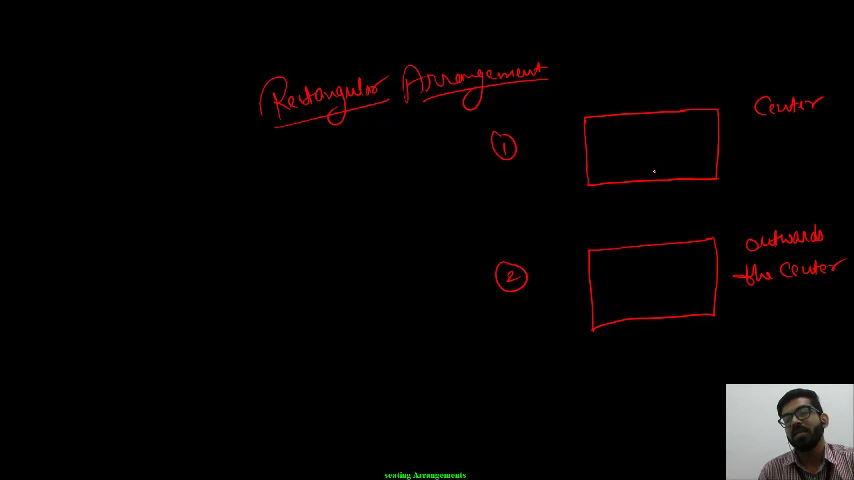 Rectangular Arrangement
Center
1
outwards
the Center
2
seating Arrangements